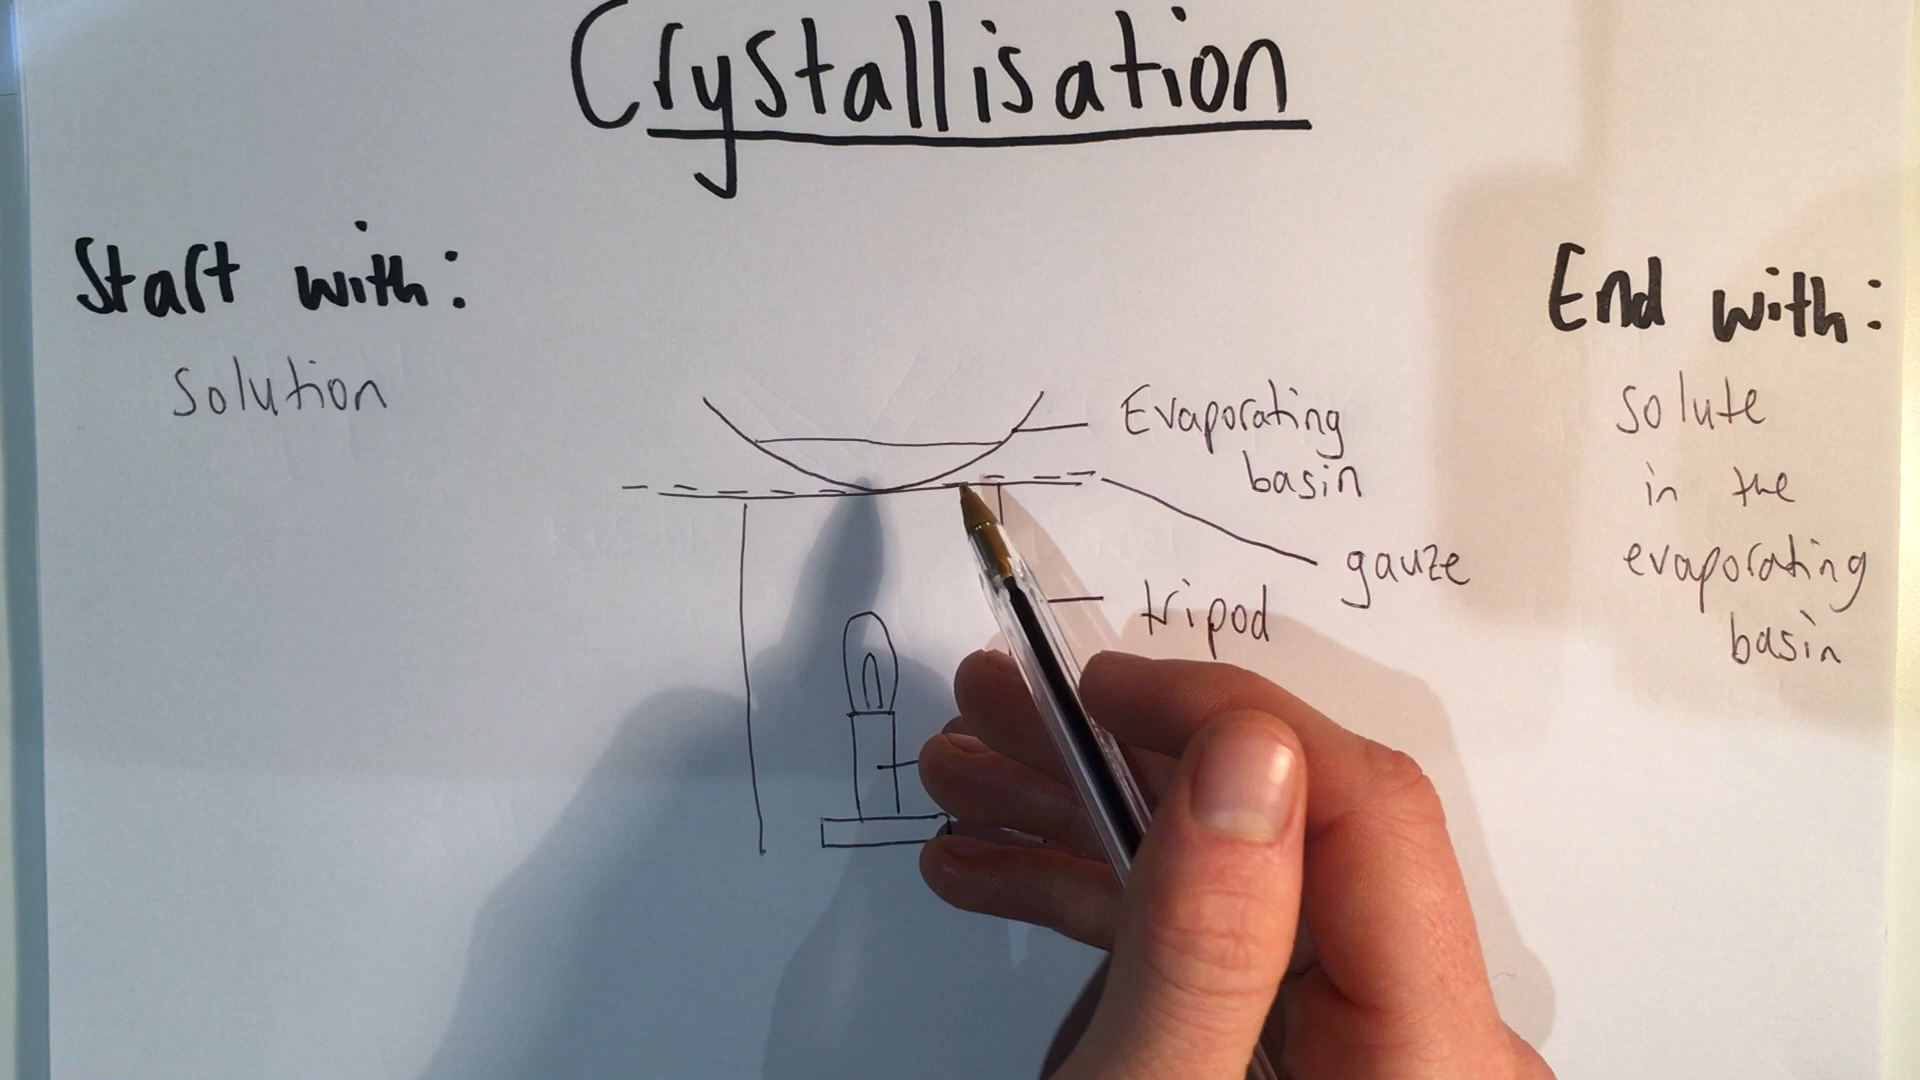 Crystallisation
Start with:
solution
Evaporating
basin
gauze
tripod
End with:
solute
in the
evaporating
basin